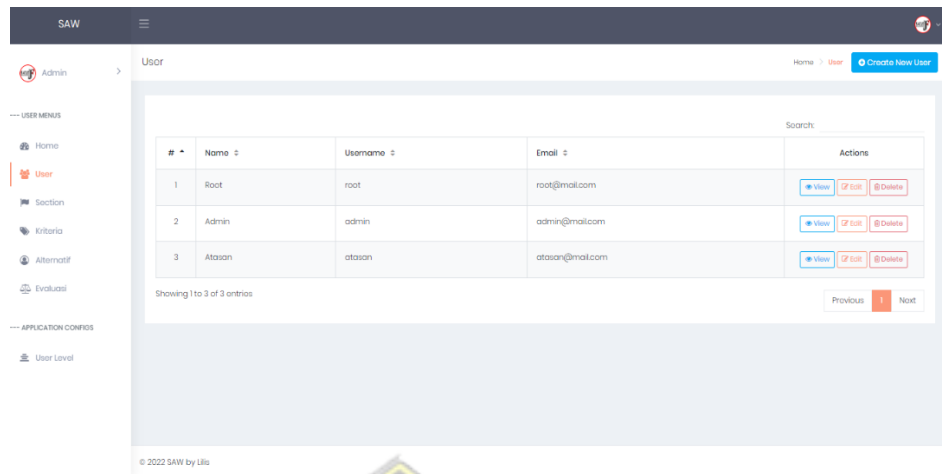 SAW
Admin
User
Home > User
Create New User
--- USER MENUS
Home
User
Section
Kriteria
Alternatif
Evaluasi
--- APPLICATION CONFIGS
User Level
Search:
# Name Username Email Actions
1 Root root root@mail.com View Edit Delete
2 Admin admin admin@mail.com View Edit Delete
3 Atasan atasan atasan@mail.com View Edit Delete
Showing 1 to 3 of 3 entries
Previous 1 Next
© 2022 SAW by Lilis